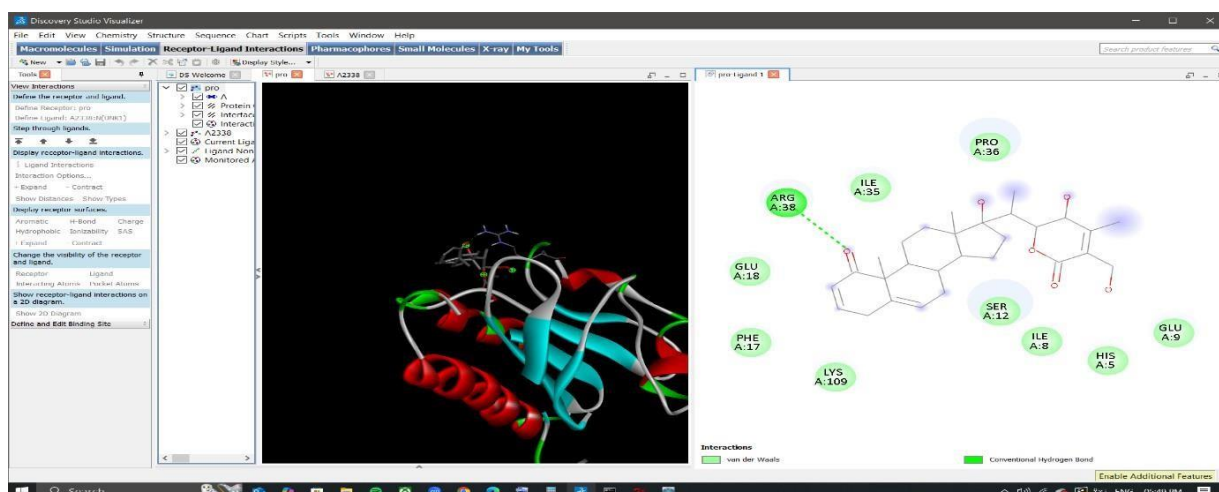 Discovery Studio Visualizer
File Edit View Chemistry Structure Sequence Chart Scripts Tools Window Help
Macromolecules Simulation Receptor-Ligand Interactions Pharmacophores Small Molecules X-ray My Tools
Search product features
New Display Style...
Tools DS Welcome pro A2338 pro-Ligand 1
View Interactions
Define the receptor and ligand.
Define Receptor: pro
Step through ligands.
Display receptor-ligand interactions.
Ligand Interactions
Interaction Options...
- Expand - Contract
Show Distances Show Types
Display receptor surfaces.
Aromatic H-Bond Charge
Hydrophobic Ionizability SAS
Expand Contract
Change the visibility of the receptor and ligand.
Receptor Ligand
Interacting Atoms Pocket Atoms
Show receptor-ligand interactions on a 2D diagram.
Show 2D Diagram
Define and Edit Binding Site
pro
A
Protein
Interface
Interacti
A2338
Current Liga
Ligand Non
Monitored A
PRO
A:36
ILE
A:35
ARG
A:38
GLU
A:18
SER
A:12
PHE
A:17
ILE
A:8
GLU
A:9
HIS
A:5
LYS
A:109
Interactions
van der Waals
Conventional Hydrogen Bond
Enable Additional Features
Search
ENG